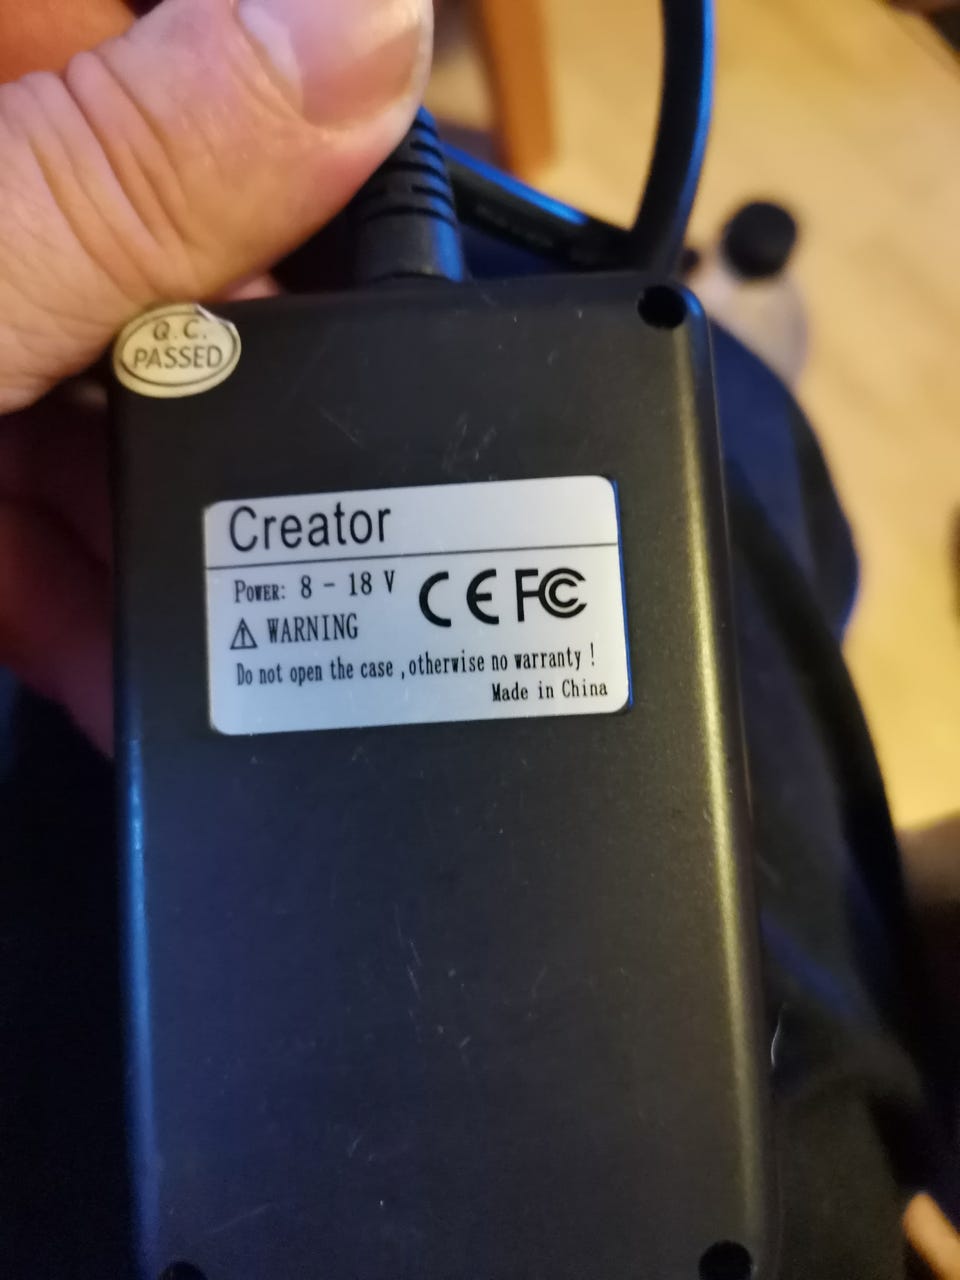 Q.C.
PASSED
Creator
Power: 8 - 18 V
CE FC
WARNING
Do not open the case ,otherwise no warranty !
Made in China